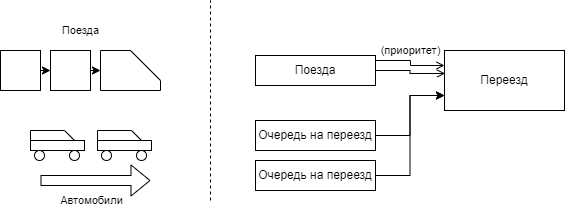 Поезда
Автомобили
(приоритет)
Поезда
Переезд
Очередь на переезд
Очередь на переезд